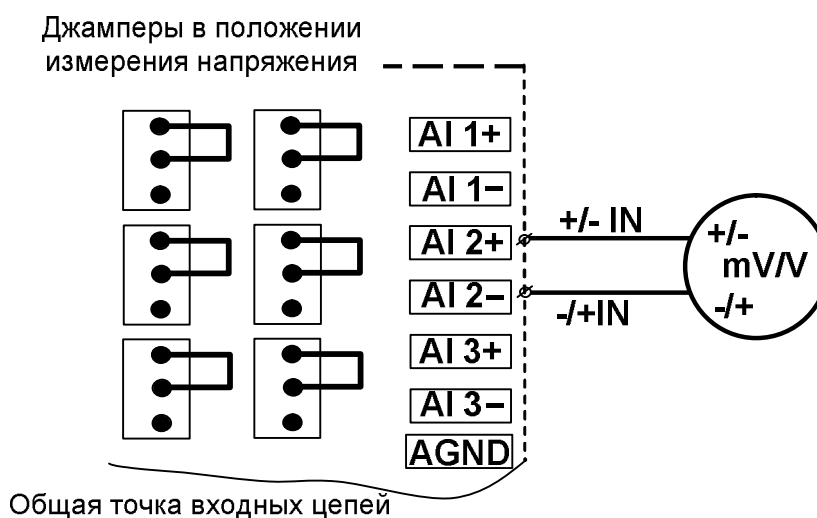 Джамперы в положении
измерения напряжения
AI 1+
AI 1−
AI 2+
AI 2−
AI 3+
AI 3−
AGND
+/- IN
-/+IN
+/-
mV/V
-/+
Общая точка входных цепей